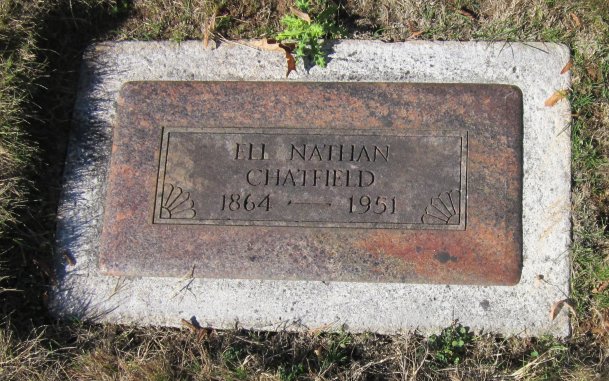 ELI NATHAN
CHATFIELD
1864 — 1951